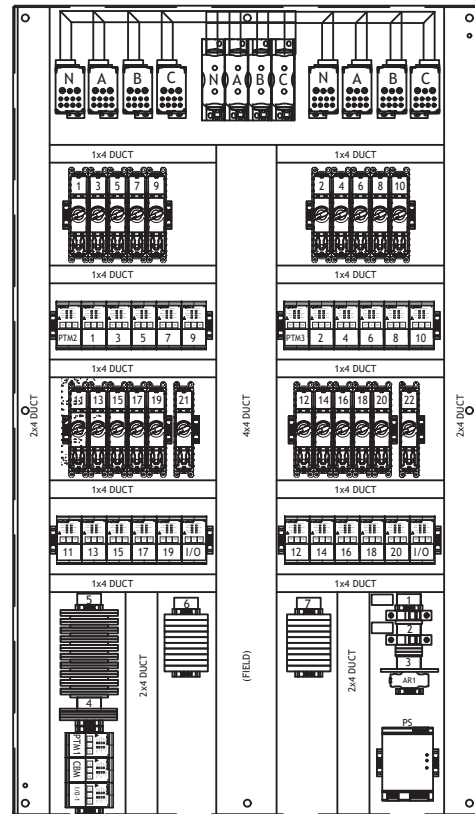 N A B C N A B C N A B C
1x4 DUCT 1x4 DUCT
1 3 5 7 9 2 4 6 8 10
1x4 DUCT 1x4 DUCT
PTM2 1 3 5 7 9 PTM3 2 4 6 8 10
1x4 DUCT 1x4 DUCT
2x4 DUCT
4x4 DUCT
2x4 DUCT
11 13 15 17 19 21 12 14 16 18 20 22
1x4 DUCT 1x4 DUCT
11 13 15 17 19 I/O 12 14 16 18 20 I/O
1x4 DUCT 1x4 DUCT
5 6 7 1
2
3
AR1
2x4 DUCT
(FIELD)
2x4 DUCT
4
PS
PTM1
CBM
I/O-1